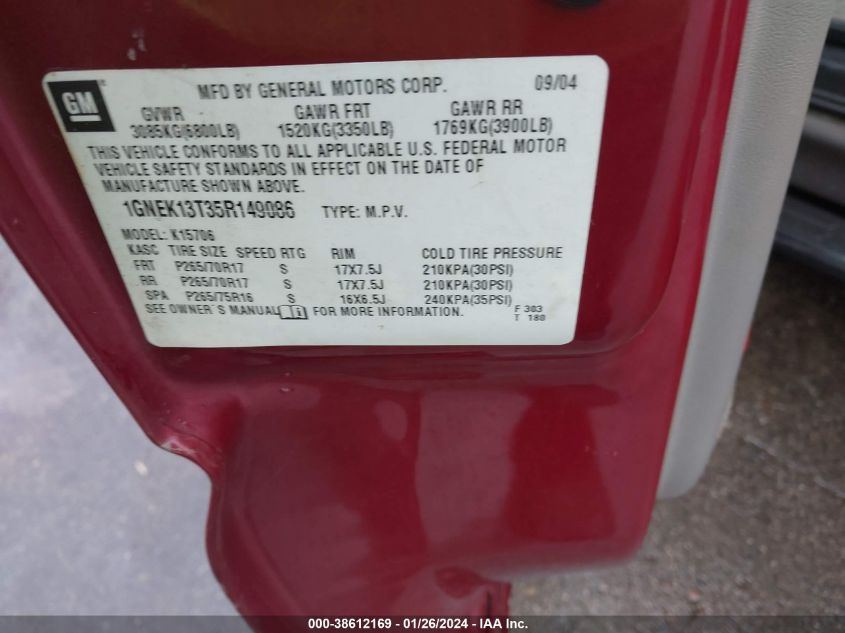 GM
MFD BY GENERAL MOTORS CORP. 09/04
GVWR GAWR FRT GAWR RR
3085KG(6800LB) 1520KG(3350LB) 1769KG(3900LB)
THIS VEHICLE CONFORMS TO ALL APPLICABLE U.S. FEDERAL MOTOR
VEHICLE SAFETY STANDARDS IN EFFECT ON THE DATE OF
MANUFACTURE SHOWN ABOVE.
1GNEK13T35R149086 TYPE: M.P.V.
MODEL: K15706
KASC TIRE SIZE SPEED RTG RIM COLD TIRE PRESSURE
FRT P265/70R17 S 17X7.5J 210KPA(30PSI)
RR P265/70R17 S 17X7.5J 210KPA(30PSI)
SPA P265/75R16 S 16X6.5J 240KPA(35PSI)
SEE OWNER'S MANUAL FOR MORE INFORMATION.
F 303
T 180
000-38612169 - 01/26/2024 - IAA Inc.